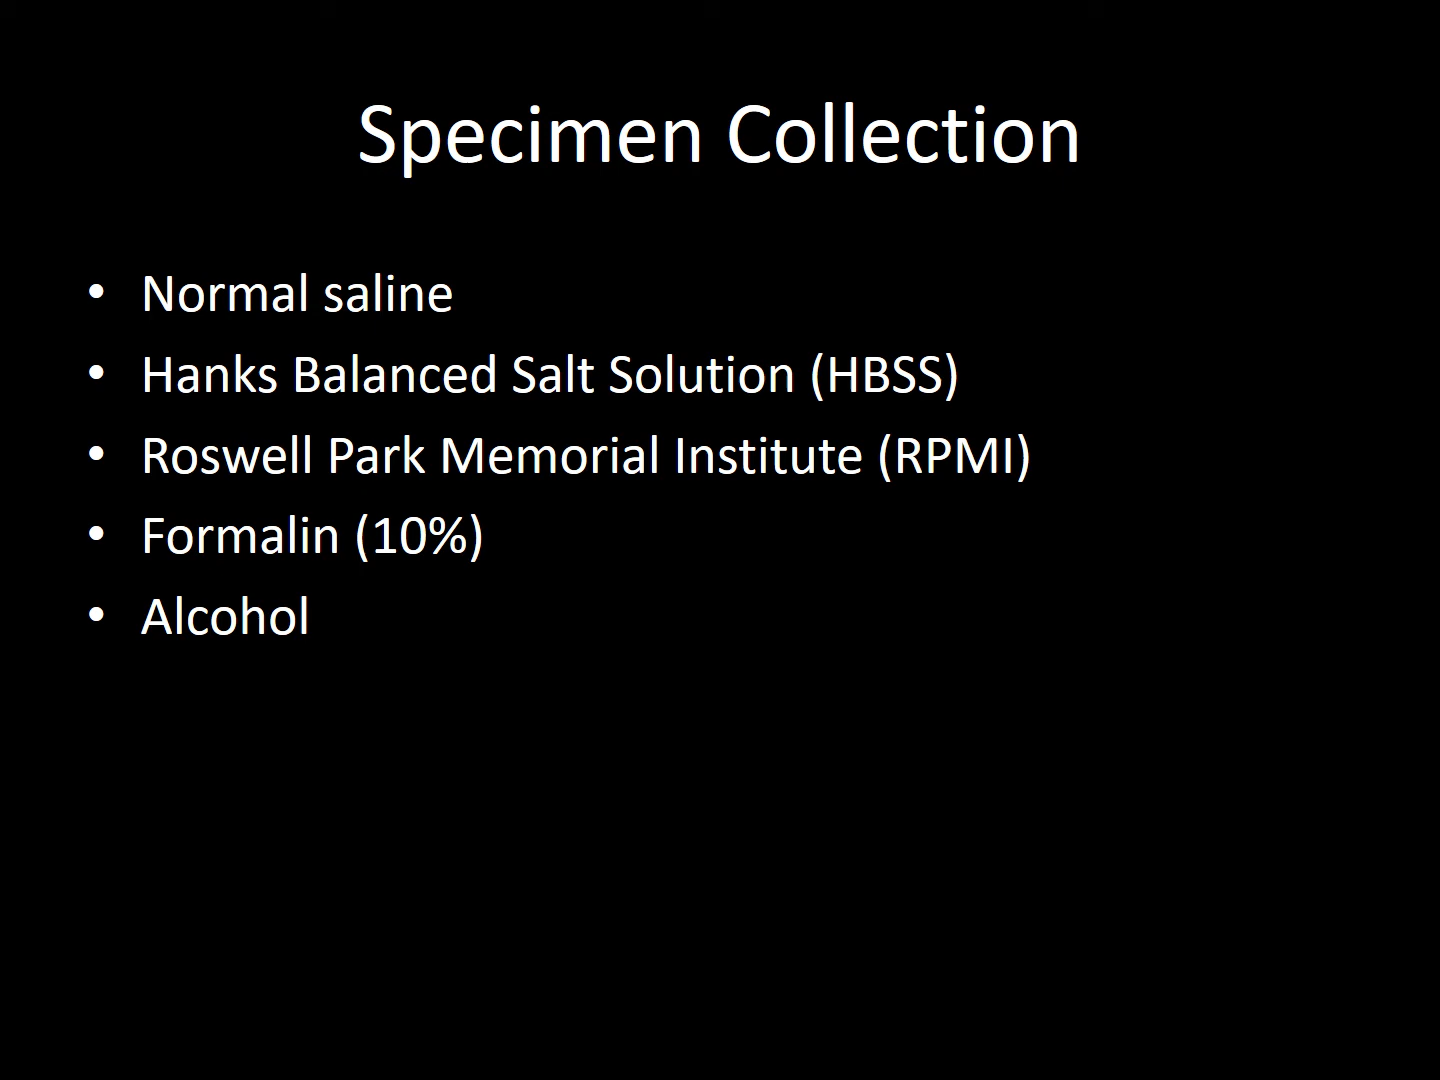 Specimen Collection
• Normal saline
• Hanks Balanced Salt Solution (HBSS)
• Roswell Park Memorial Institute (RPMI)
• Formalin (10%)
• Alcohol